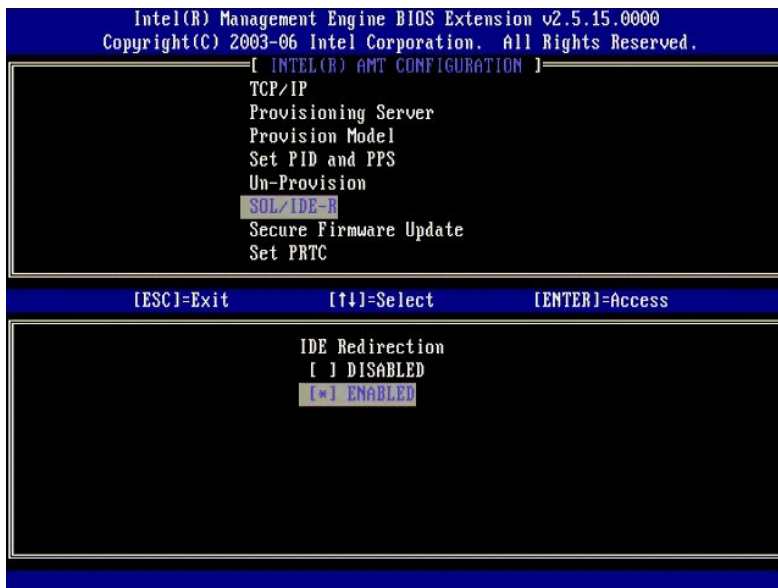 Intel(R) Management Engine BIOS Extension v2.5.15.0000
Copyright(C) 2003-06 Intel Corporation. All Rights Reserved.
[ INTEL(R) AMT CONFIGURATION ]
TCP/IP
Provisioning Server
Provision Model
Set PID and PPS
Un-Provision
SOL/IDE-R
Secure Firmware Update
Set PRTC
[ESC]=Exit [↑↓]=Select [ENTER]=Access
IDE Redirection
[ ] DISABLED
[*] ENABLED